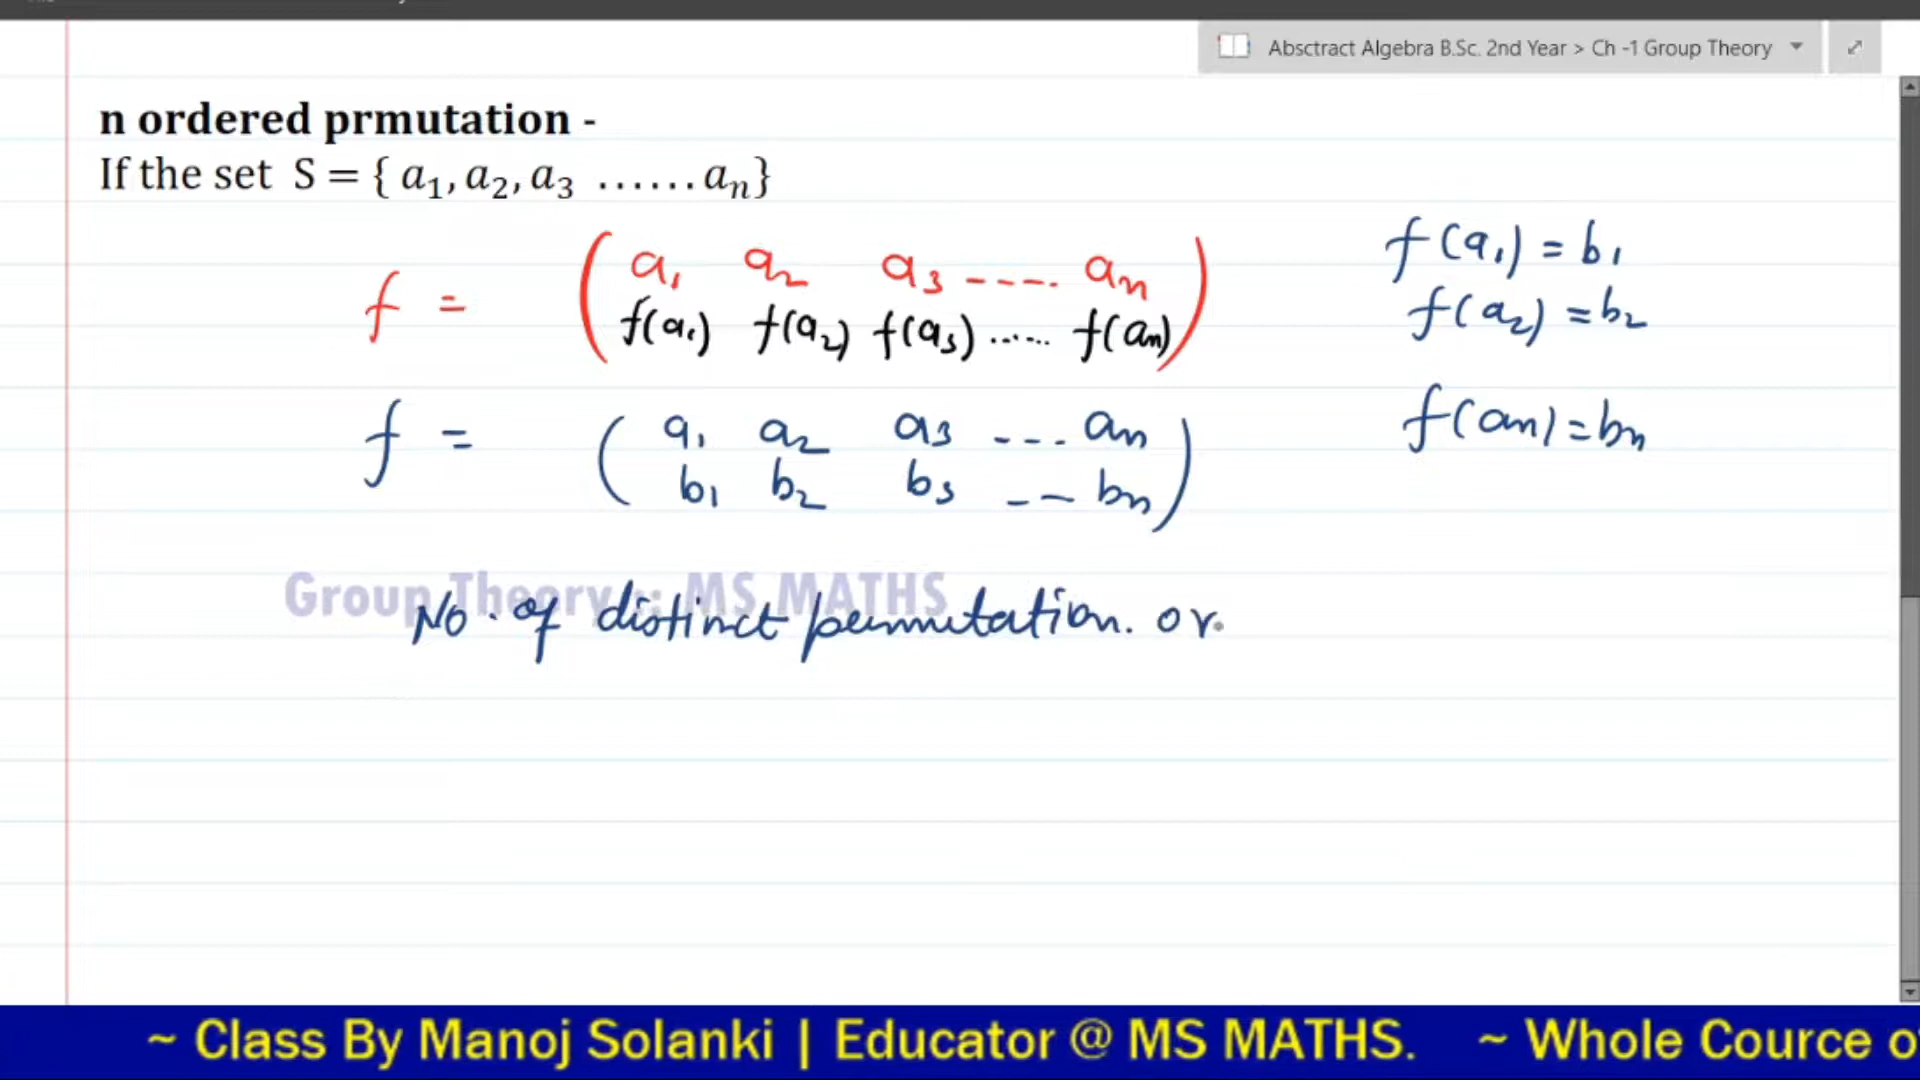 Absctract Algebra B.Sc. 2nd Year > Ch -1 Group Theory
n ordered prmutation -
If the set S = { a₁, a₂, a₃ ...... aₙ}
f = ( a₁ a₂ a₃ ----. aₙ )
f(a₁) f(a₂) f(a₃) ...... f(aₙ)
f(a₁) = b₁
f(a₂) = b₂
f(aₙ) = bₙ
f = ( a₁ a₂ a₃ --- . aₙ )
b₁ b₂ b₃ -- bₙ
Group Theory :: MS MATHS
No. of distinct permutation. or
~ Class By Manoj Solanki | Educator @ MS MATHS. ~ Whole Cource o